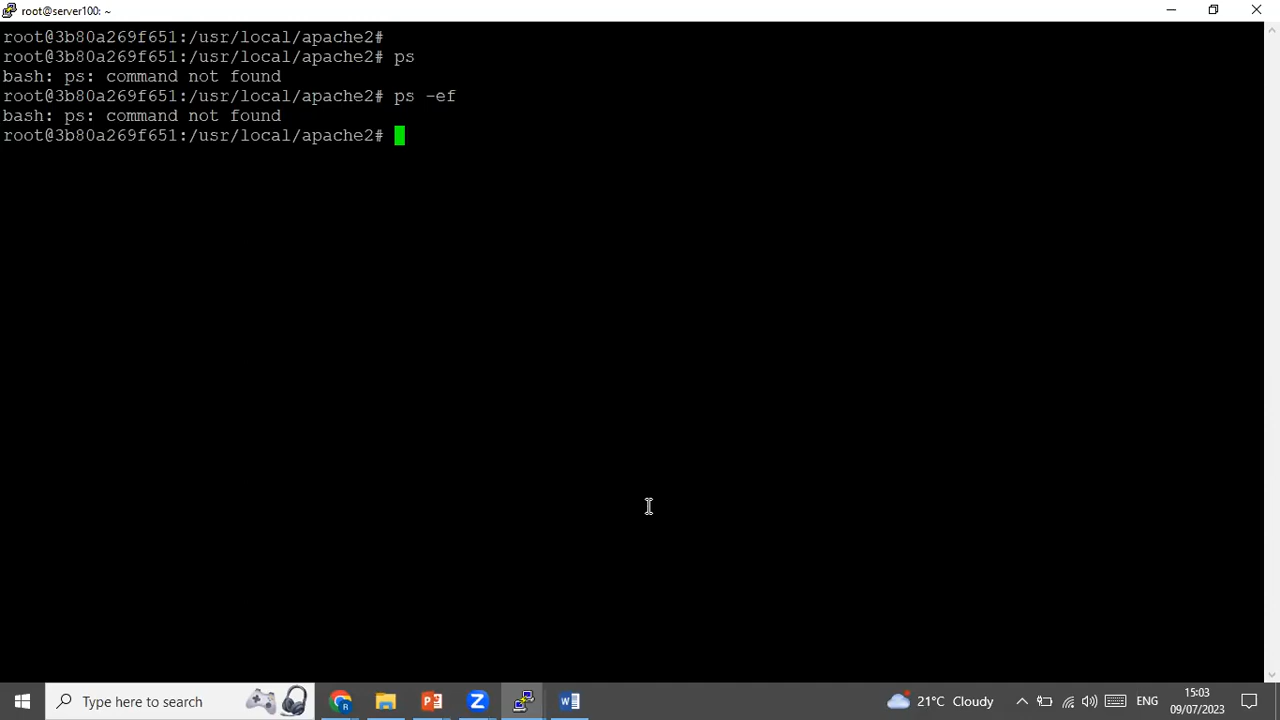 root@server100: ~
root@3b80a269f651:/usr/local/apache2#
root@3b80a269f651:/usr/local/apache2# ps
bash: ps: command not found
root@3b80a269f651:/usr/local/apache2# ps -ef
bash: ps: command not found
root@3b80a269f651:/usr/local/apache2#
Type here to search
21°C Cloudy
ENG
15:03
09/07/2023